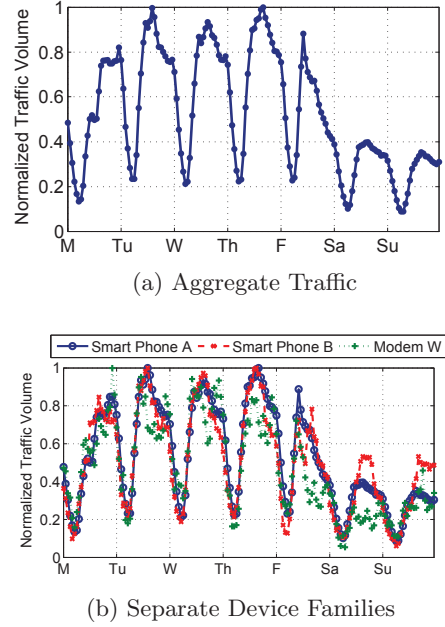 Normalized Traffic Volume
1
0.8
0.6
0.4
0.2
0
M Tu W Th F Sa Su
(a) Aggregate Traffic
Smart Phone A Smart Phone B Modem W
Normalized Traffic Volume
1
0.8
0.6
0.4
0.2
0
M Tu W Th F Sa Su
(b) Separate Device Families